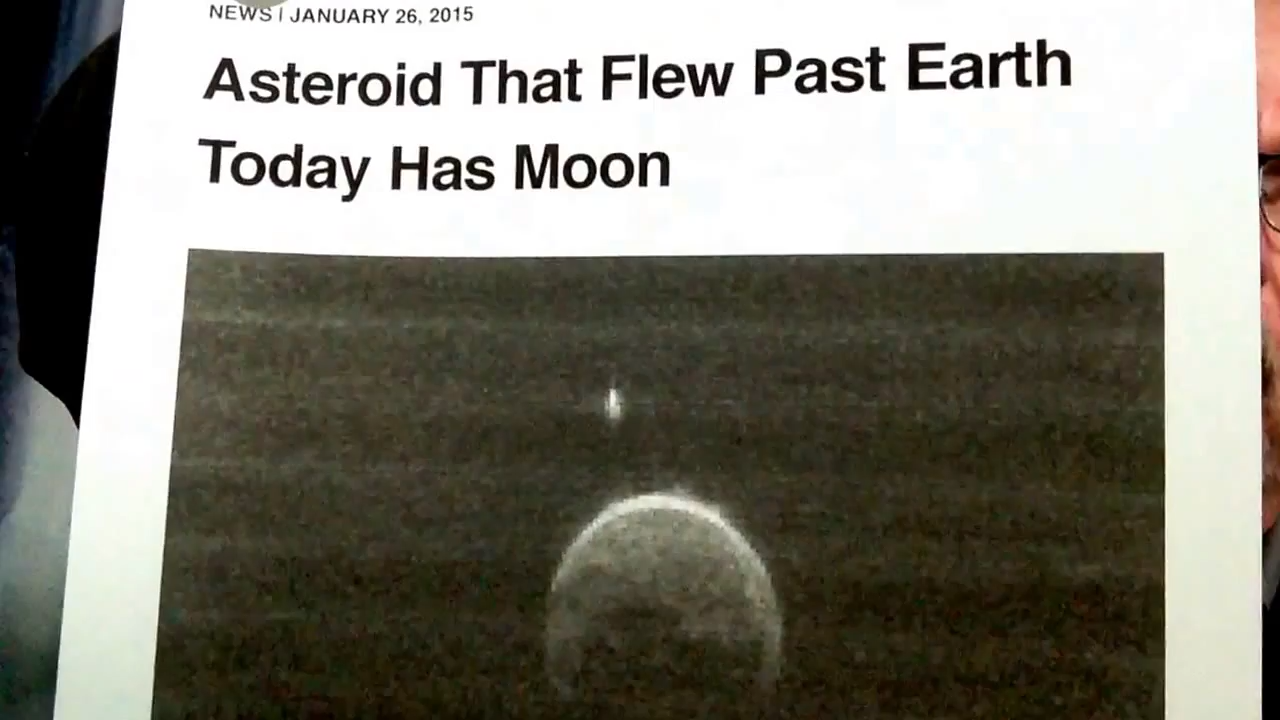 NEWS | JANUARY 26, 2015
Asteroid That Flew Past Earth
Today Has Moon